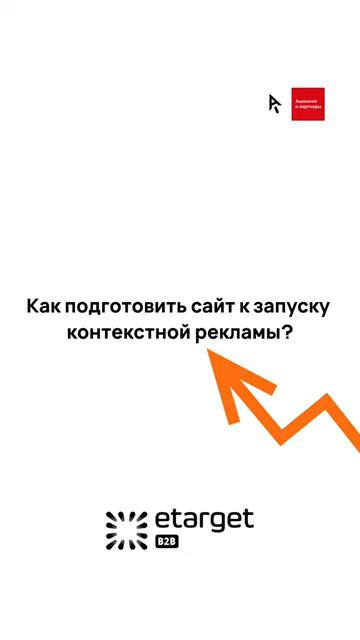 Ашманов
и партнеры
Как подготовить сайт к запуску
контекстной рекламы?
etarget
B2B